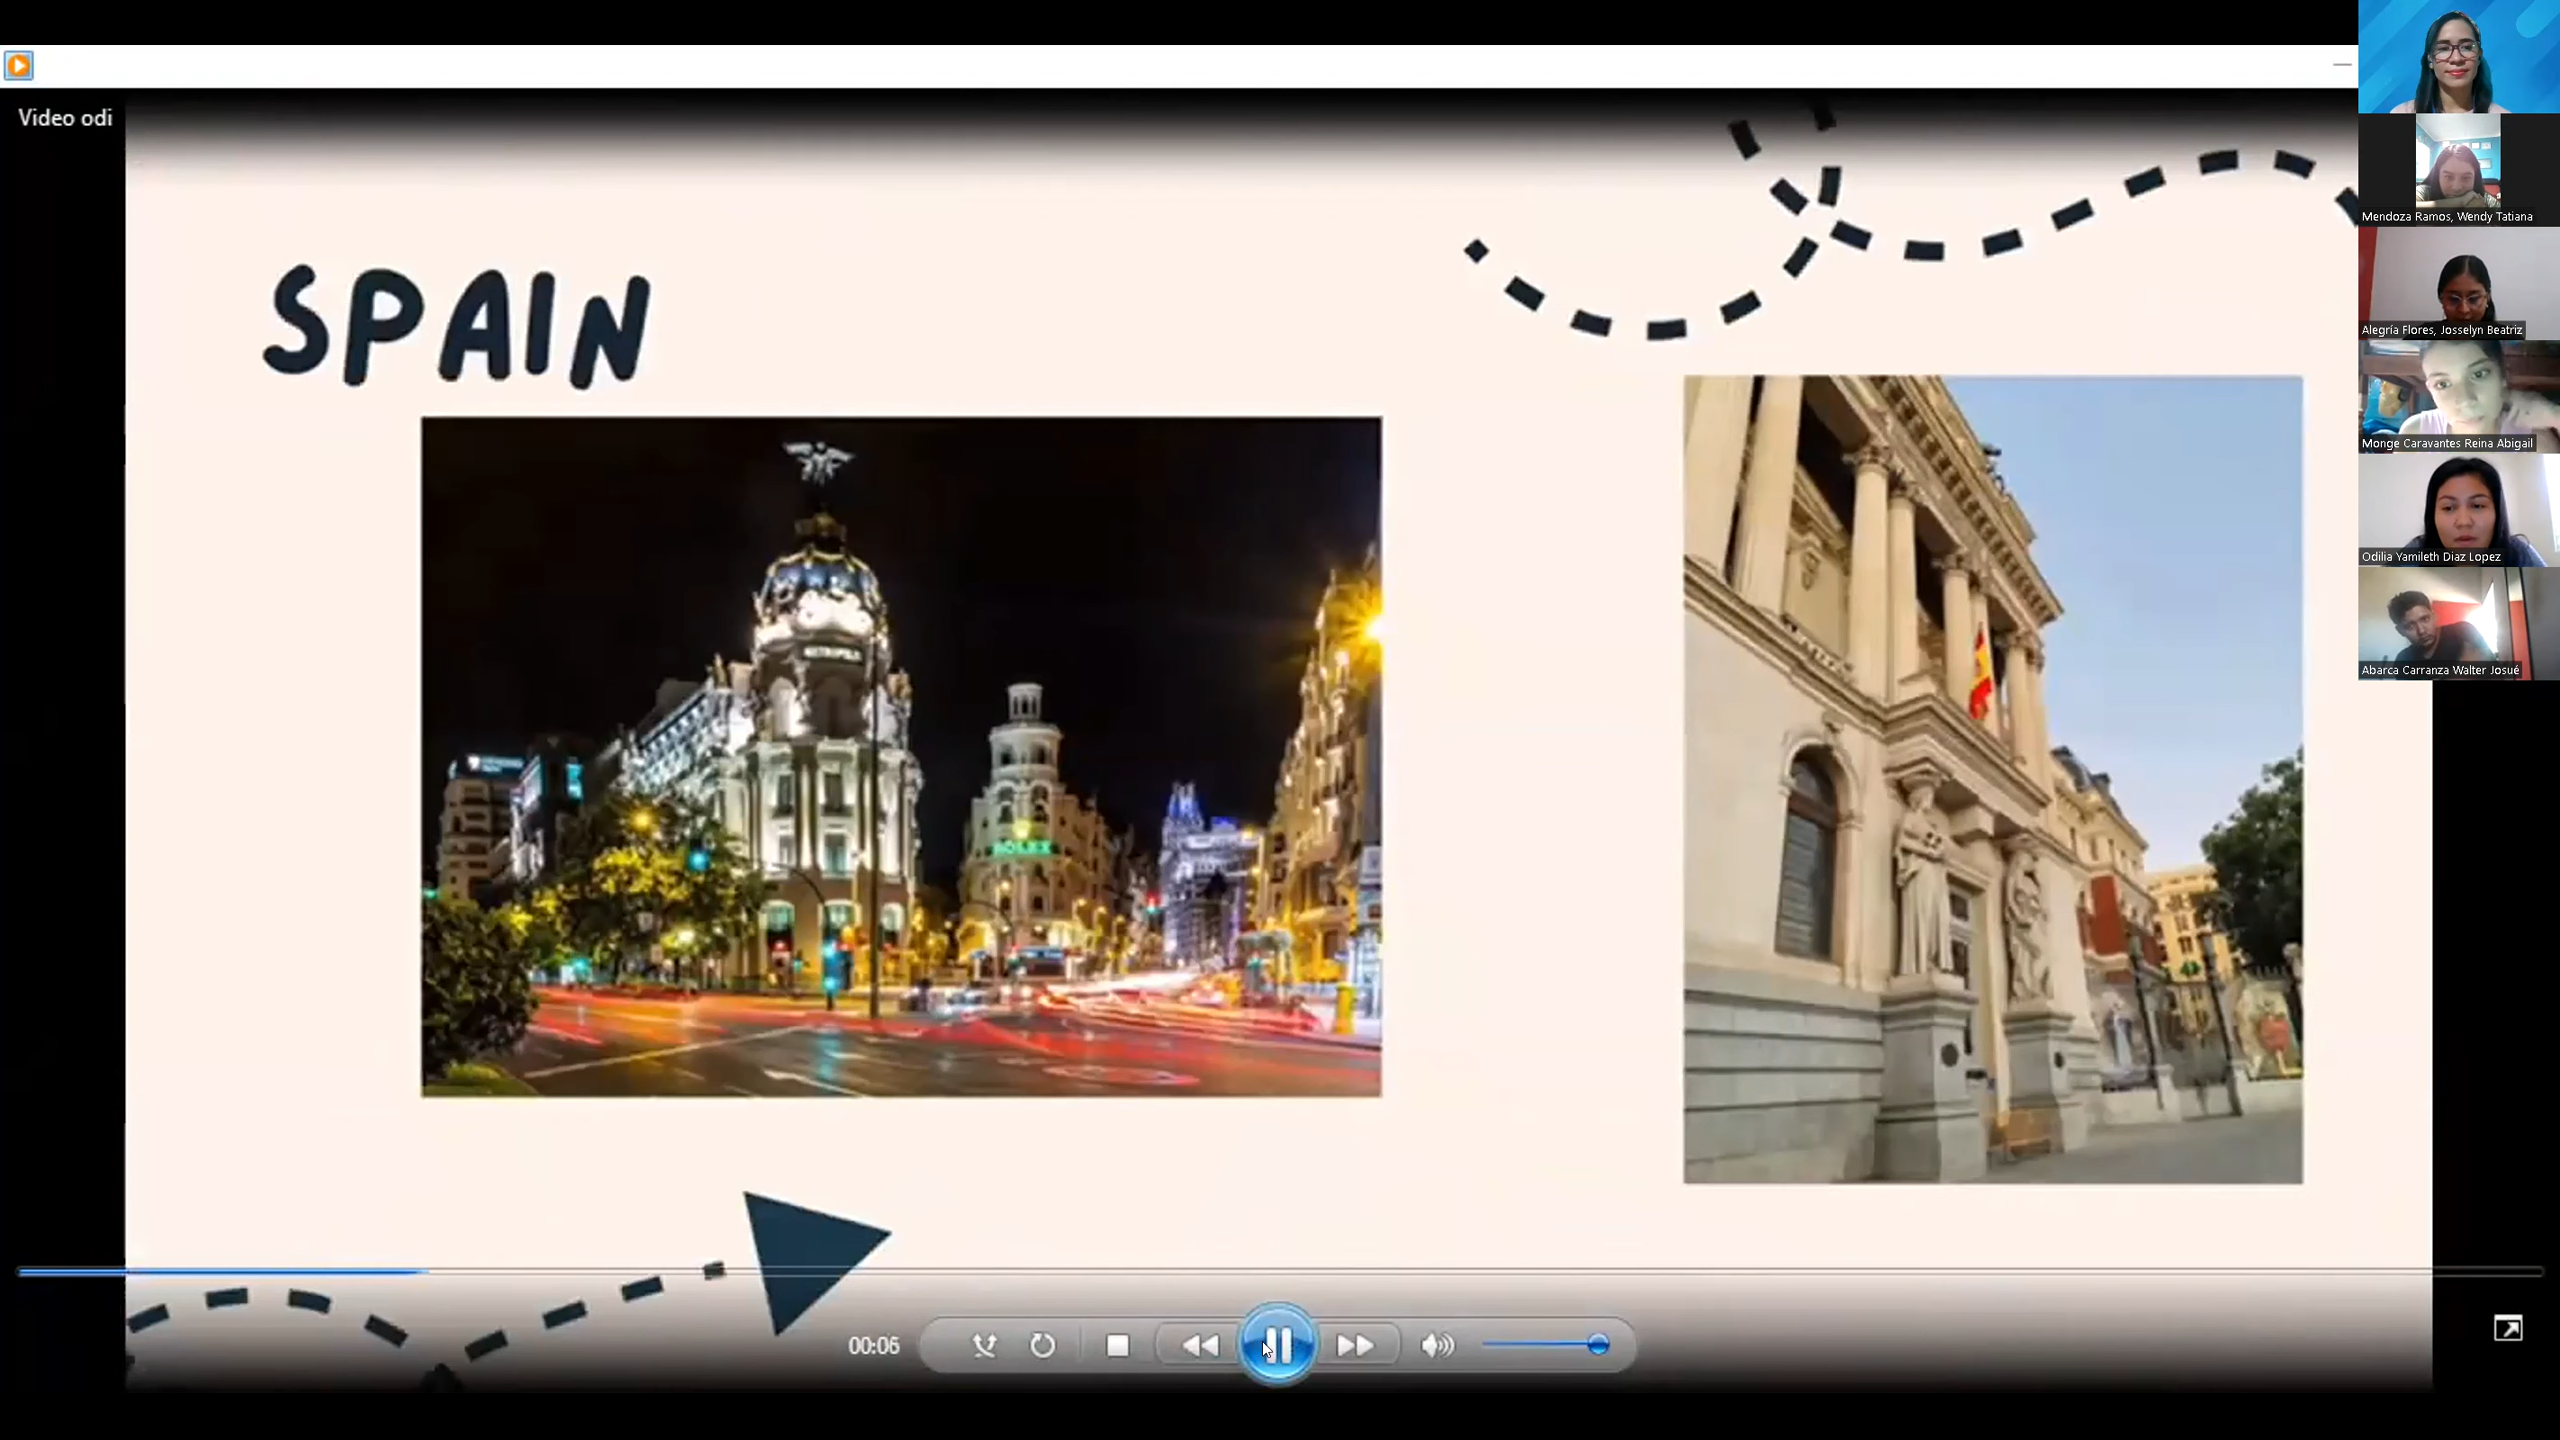 Video odi
SPAIN
METROPOLIS
ROLEX
00:06
Mendoza Ramos, Wendy Tatiana
Alegría Flores, Josselyn Beatriz
Monge Caravantes Reina Abigail
Odilia Yamileth Diaz Lopez
Abarca Carranza Walter Josué